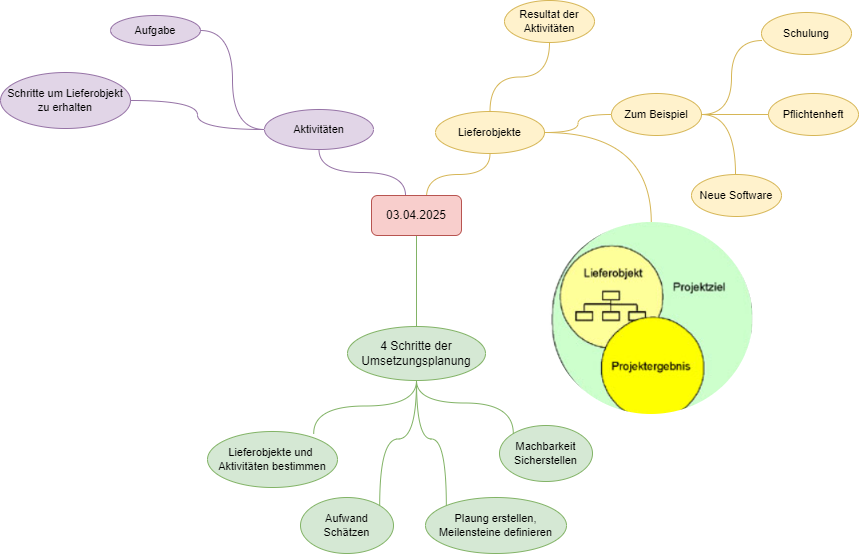 Resultat der
Aktivitäten
Aufgabe
Schulung
Schritte um Lieferobjekt
zu erhalten
Aktivitäten
Lieferobjekte
Zum Beispiel
Pflichtenheft
Neue Software
03.04.2025
Lieferobjekt
Projektziel
Projektergebnis
4 Schritte der
Umsetzungsplanung
Lieferobjekte und
Aktivitäten bestimmen
Machbarkeit
Sicherstellen
Aufwand
Schätzen
Plaung erstellen,
Meilensteine definieren